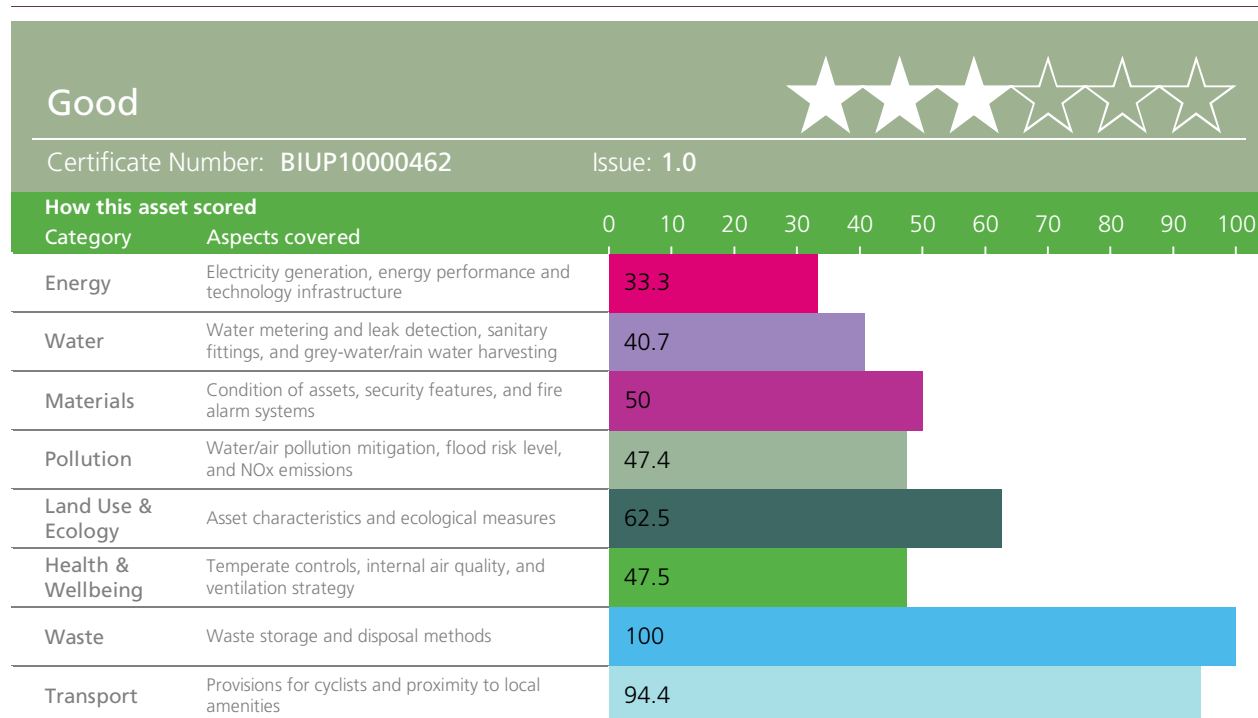 Good
Certificate Number: BIUP10000462 Issue: 1.0
How this asset scored
Category Aspects covered 0 10 20 30 40 50 60 70 80 90 100
Energy Electricity generation, energy performance and
technology infrastructure
33.3
Water Water metering and leak detection, sanitary
fittings, and grey-water/rain water harvesting
40.7
Materials Condition of assets, security features, and fire
alarm systems
50
Pollution Water/air pollution mitigation, flood risk level,
and NOx emissions
47.4
Land Use &
Ecology
Asset characteristics and ecological measures
62.5
Health &
Wellbeing
Temperate controls, internal air quality, and
ventilation strategy
47.5
Waste Waste storage and disposal methods
100
Transport Provisions for cyclists and proximity to local
amenities
94.4